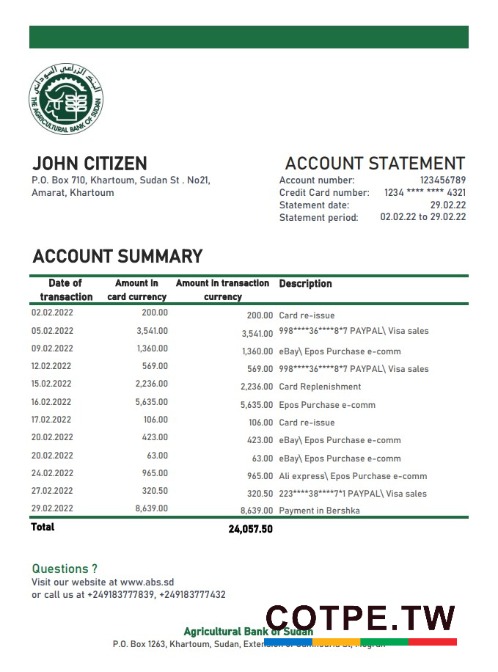 البنك الزراعي السوداني
THE AGRICULTURAL BANK OF SUDAN
JOHN CITIZEN
P.O. Box 710, Khartoum, Sudan St . No21,
Amarat, Khartoum
ACCOUNT STATEMENT
Account number: 123456789
Credit Card number: 1234 **** **** 4321
Statement date: 29.02.22
Statement period: 02.02.22 to 29.02.22
ACCOUNT SUMMARY
Date of transaction Amount in card currency Amount in transaction currency Description
02.02.2022 200.00 200.00 Card re-issue
05.02.2022 3,541.00 3,541.00 998****36****8*7 PAYPAL\ Visa sales
09.02.2022 1,360.00 1,360.00 eBay\ Epos Purchase e-comm
12.02.2022 569.00 569.00 998****36****8*7 PAYPAL\ Visa sales
15.02.2022 2,236.00 2,236.00 Card Replenishment
16.02.2022 5,635.00 5,635.00 Epos Purchase e-comm
17.02.2022 106.00 106.00 Card re-issue
20.02.2022 423.00 423.00 eBay\ Epos Purchase e-comm
20.02.2022 63.00 63.00 eBay\ Epos Purchase e-comm
24.02.2022 965.00 965.00 Ali express\ Epos Purchase e-comm
27.02.2022 320.50 320.50 223****38****7*1 PAYPAL\ Visa sales
29.02.2022 8,639.00 8,639.00 Payment in Bershka
Total 24,057.50
Questions ?
Visit our website at www.abs.sd
or call us at +249183777839, +249183777432
COTPE.TW
Agricultural Bank of Sudan
P.O. Box 1263, Khartoum, Sudan,